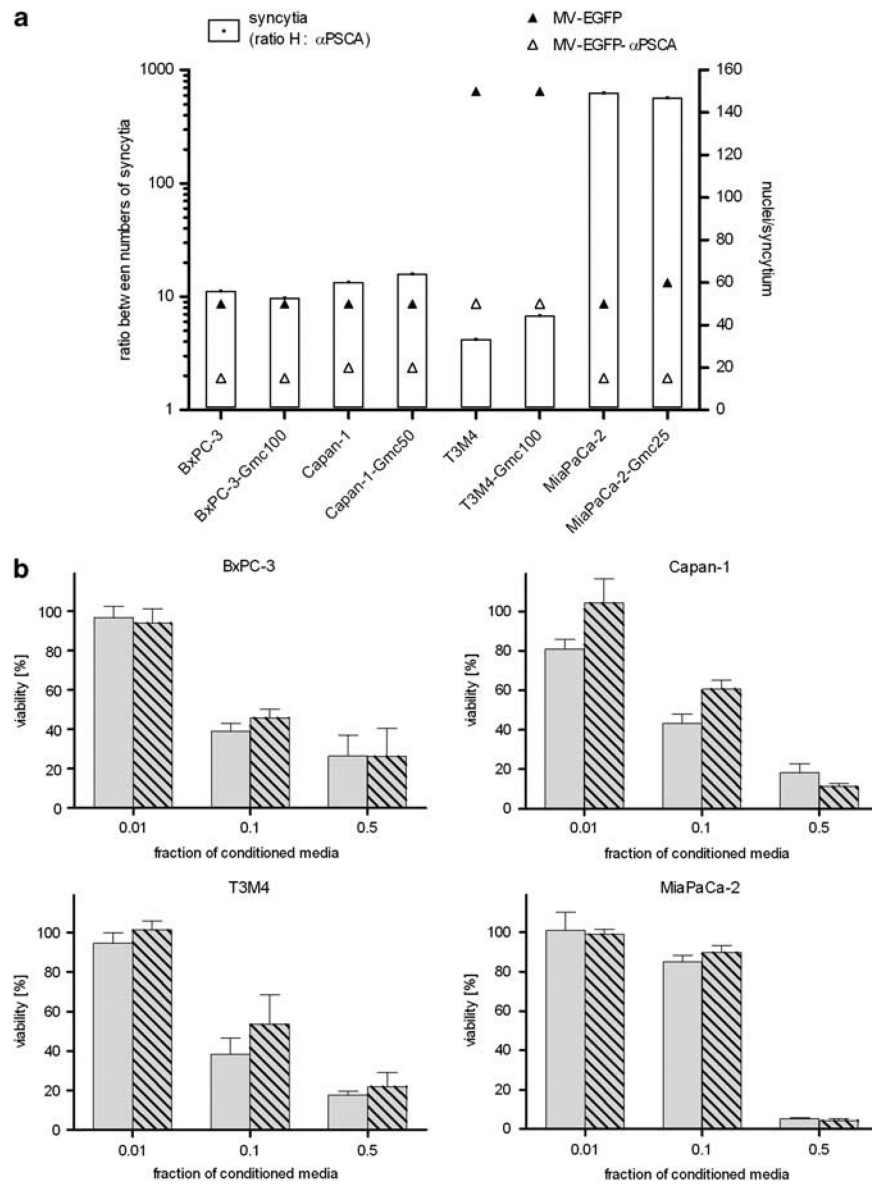 a
syncytia
(ratio H: αPSCA)
MV-EGFP
MV-EGFP-αPSCA
1000
100
10
1
ratio between numbers of syncytia
160
140
120
100
80
60
40
20
0
nuclei/syncytium
BxPC-3
BxPC-3-Gmc100
Capan-1
Capan-1-Gmc50
T3M4
T3M4-Gmc100
MiaPaCa-2
MiaPaCa-2-Gmc25
b
BxPC-3
100
80
60
40
20
0
viability [%]
0.01
0.1
0.5
fraction of conditioned media
Capan-1
100
80
60
40
20
0
viability [%]
0.01
0.1
0.5
fraction of conditioned media
T3M4
100
80
60
40
20
0
viability [%]
0.01
0.1
0.5
fraction of conditioned media
MiaPaCa-2
100
80
60
40
20
0
viability [%]
0.01
0.1
0.5
fraction of conditioned media